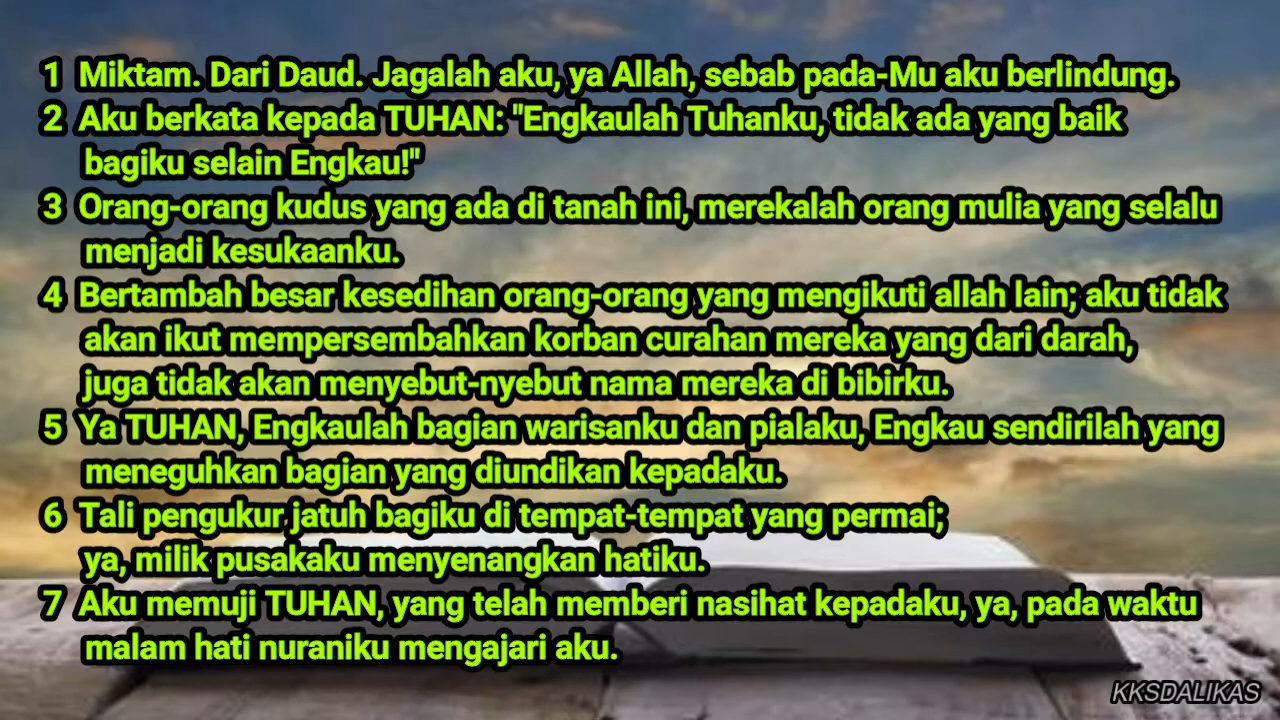 1 Miktam. Dari Daud. Jagalah aku, ya Allah, sebab pada-Mu aku berlindung.
2 Aku berkata kepada TUHAN: "Engkaulah Tuhanku, tidak ada yang baik
bagiku selain Engkau!"
3 Orang-orang kudus yang ada di tanah ini, merekalah orang mulia yang selalu
menjadi kesukaanku.
4 Bertambah besar kesedihan orang-orang yang mengikuti allah lain; aku tidak
akan ikut mempersembahkan korban curahan mereka yang dari darah,
juga tidak akan menyebut-nyebut nama mereka di bibirku.
5 Ya TUHAN, Engkaulah bagian warisanku dan pialaku, Engkau sendirilah yang
meneguhkan bagian yang diundikan kepadaku.
6 Tali pengukur jatuh bagiku di tempat-tempat yang permai;
ya, milik pusakaku menyenangkan hatiku.
7 Aku memuji TUHAN, yang telah memberi nasihat kepadaku, ya, pada waktu
malam hati nuraniku mengajari aku.
KKSDALIKAS